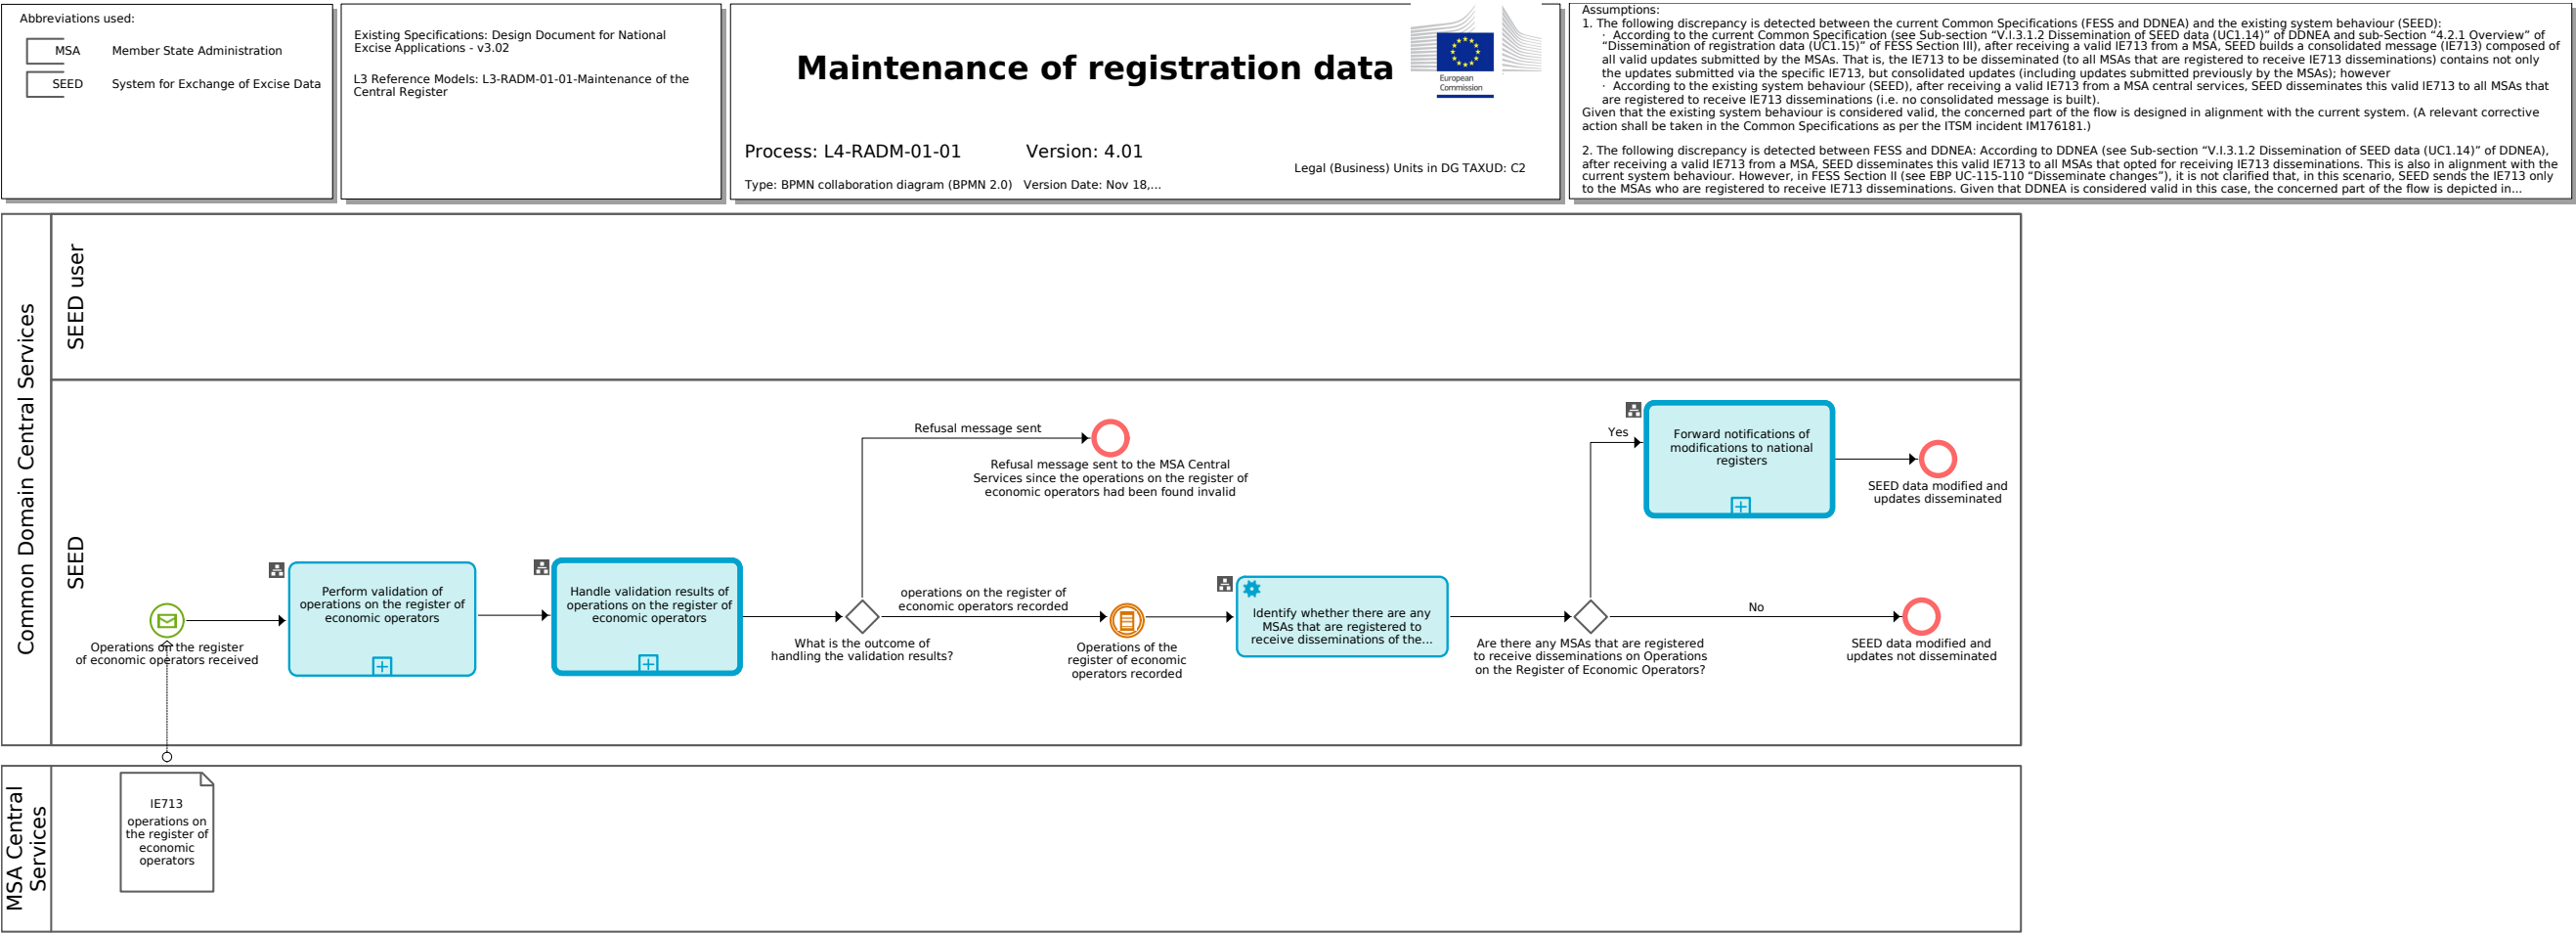 Abbreviations used:
MSA Member State Administration
SEED System for Exchange of Excise Data
Existing Specifications: Design Document for National
Excise Applications - v3.02
L3 Reference Models: L3-RADM-01-01-Maintenance of the
Central Register
Maintenance of registration data
European
Commission
Process: L4-RADM-01-01 Version: 4.01
Legal (Business) Units in DG TAXUD: C2
Type: BPMN collaboration diagram (BPMN 2.0) Version Date: Nov 18,...
Assumptions:
1. The following discrepancy is detected between the current Common Specifications (FESS and DDNEA) and the existing system behaviour (SEED):
· According to the current Common Specification (see Sub-section “V.I.3.1.2 Dissemination of SEED data (UC1.14)” of DDNEA and sub-Section “4.2.1 Overview” of
“Dissemination of registration data (UC1.15)” of FESS Section III), after receiving a valid IE713 from a MSA, SEED builds a consolidated message (IE713) composed of
all valid updates submitted by the MSAs. That is, the IE713 to be disseminated (to all MSAs that are registered to receive IE713 disseminations) contains not only
the updates submitted via the specific IE713, but consolidated updates (including updates submitted previously by the MSAs); however
· According to the existing system behaviour (SEED), after receiving a valid IE713 from a MSA central services, SEED disseminates this valid IE713 to all MSAs that
are registered to receive IE713 disseminations (i.e. no consolidated message is built).
Given that the existing system behaviour is considered valid, the concerned part of the flow is designed in alignment with the current system. (A relevant corrective
action shall be taken in the Common Specifications as per the ITSM incident IM176181.)
2. The following discrepancy is detected between FESS and DDNEA: According to DDNEA (see Sub-section “V.I.3.1.2 Dissemination of SEED data (UC1.14)” of DDNEA),
after receiving a valid IE713 from a MSA, SEED disseminates this valid IE713 to all MSAs that opted for receiving IE713 disseminations. This is also in alignment with the
current system behaviour. However, in FESS Section II (see EBP UC-115-110 “Disseminate changes”), it is not clarified that, in this scenario, SEED sends the IE713 only
to the MSAs who are registered to receive IE713 disseminations. Given that DDNEA is considered valid in this case, the concerned part of the flow is depicted in...
Common Domain Central Services
SEED user
SEED
Operations on the register
of economic operators received
Perform validation of
operations on the register of
economic operators
Handle validation results of
operations on the register of
economic operators
What is the outcome of
handling the validation results?
Refusal message sent
Refusal message sent to the MSA Central
Services since the operations on the register of
economic operators had been found invalid
operations on the register of
economic operators recorded
Operations of the
register of economic
operators recorded
Identify whether there are any
MSAs that are registered to
receive disseminations of the...
Are there any MSAs that are registered
to receive disseminations on Operations
on the Register of Economic Operators?
Yes
Forward notifications of
modifications to national
registers
SEED data modified and
updates disseminated
No
SEED data modified and
updates not disseminated
MSA Central
Services
IE713
operations on
the register of
economic
operators